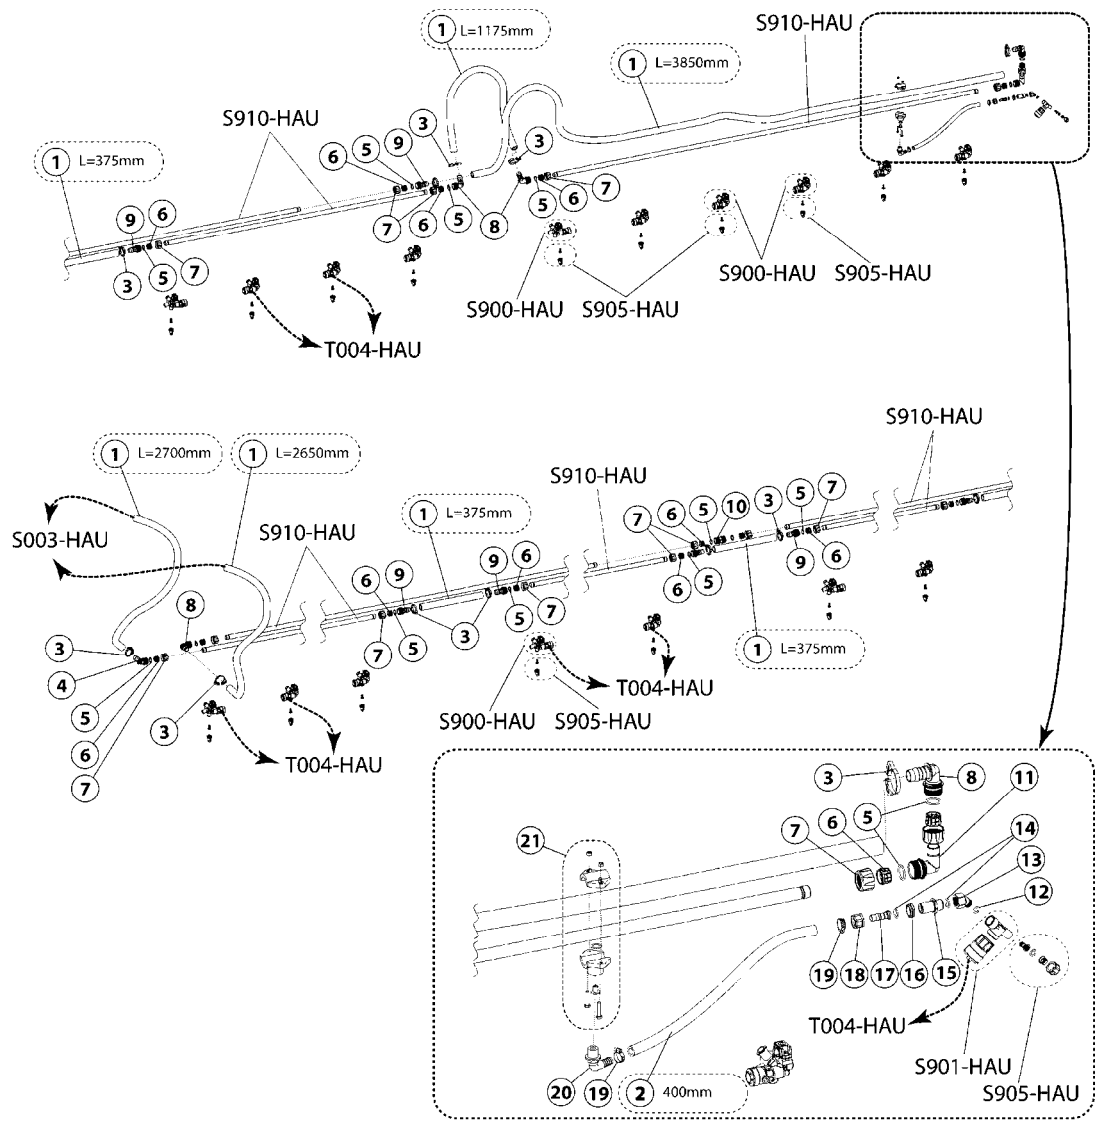 1 L=1175mm
S910-HAU
1 L=3850mm
S910-HAU
3
3
9
5
6
1 L=375mm
9 6
7 6 5 8 5 6 7
3 5 7
S900-HAU S905-HAU
S900-HAU S905-HAU
T004-HAU
S910-HAU
1 L=2700mm
1 L=2650mm
S910-HAU
1 L=375mm
S003-HAU
S910-HAU
7 6 5 10 3 5 7
9 6
6 5
6 9
9 6
8
7 5 3 5 7
3
4
5
6
7
3
1 L=375mm
T004-HAU
S900-HAU S905-HAU
T004-HAU
3 8 11
7 6 5 14
13
12
21
19 18 17 16 15
T004-HAU
S901-HAU
S905-HAU
20 19 2 400mm